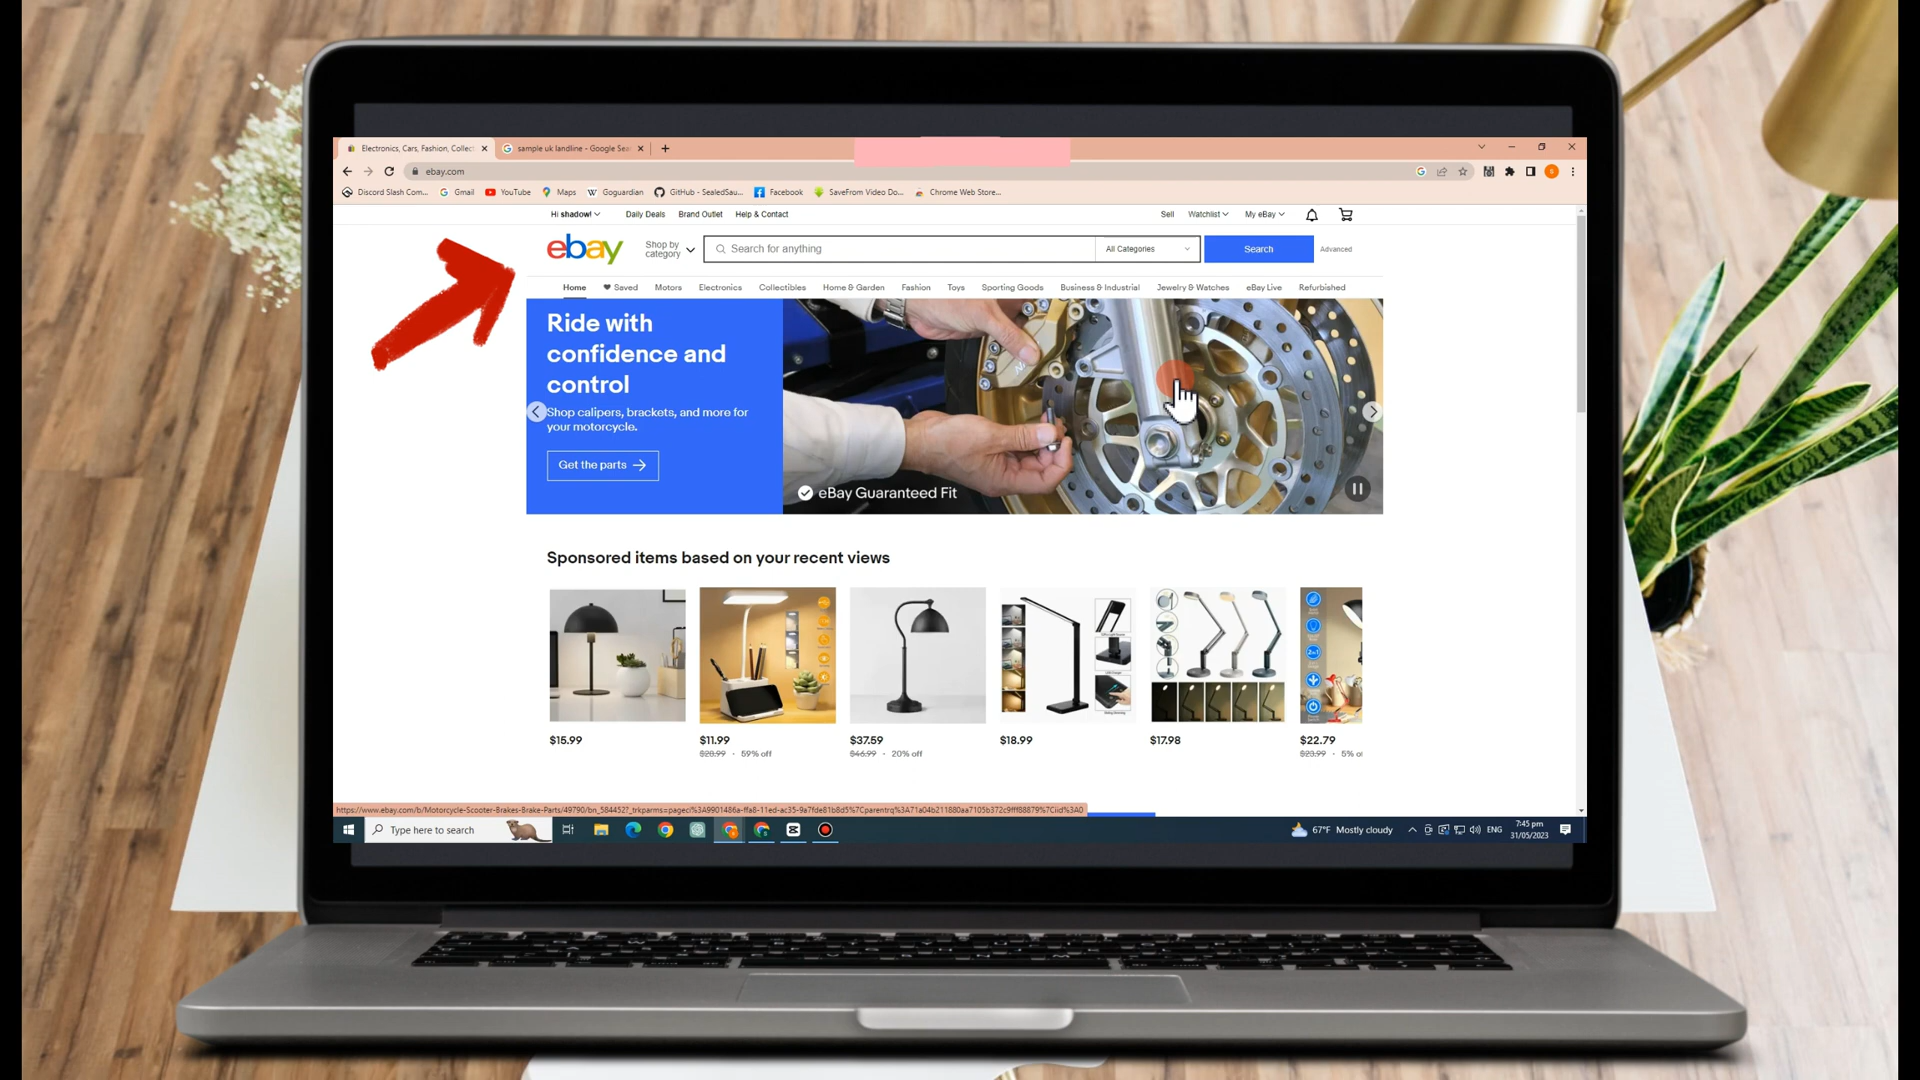 Electronics, Cars, Fashion, Collect
sample uk landline - Google Sea
ebay.com
Discord Slash Com...
Gmail
YouTube
Maps
Goguardian
GitHub - SealedSau...
Facebook
SaveFrom Video Do...
Chrome Web Store...
Hi shadow!
Daily Deals
Brand Outlet
Help & Contact
Sell
Watchlist
My eBay
ebay
Shop by
category
Search for anything
All Categories
Search
Advanced
Home
Saved
Motors
Electronics
Collectibles
Home & Garden
Fashion
Toys
Sporting Goods
Business & Industrial
Jewelry & Watches
eBay Live
Refurbished
Ride with
confidence and
control
Shop calipers, brackets, and more for
your motorcycle.
Get the parts
eBay Guaranteed Fit
Sponsored items based on your recent views
$15.99
$11.99
$28.99 · 59% off
$37.59
$46.99 · 20% off
$18.99
$17.98
$22.79
$23.99 · 5% o
Type here to search
67°F Mostly cloudy
ENG
7:45 pm
31/05/2023